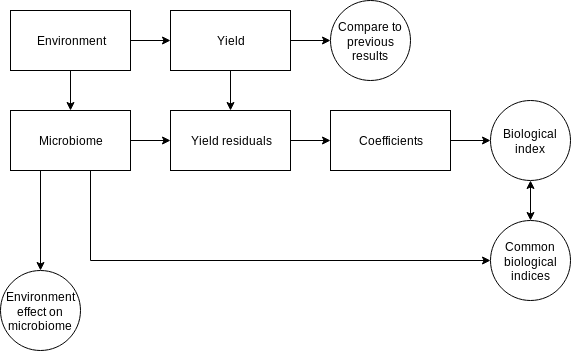 Environment
Yield
Compare to
previous
results
Microbiome
Yield residuals
Coefficients
Biological
index
Common
biological
indices
Environment
effect on
microbiome